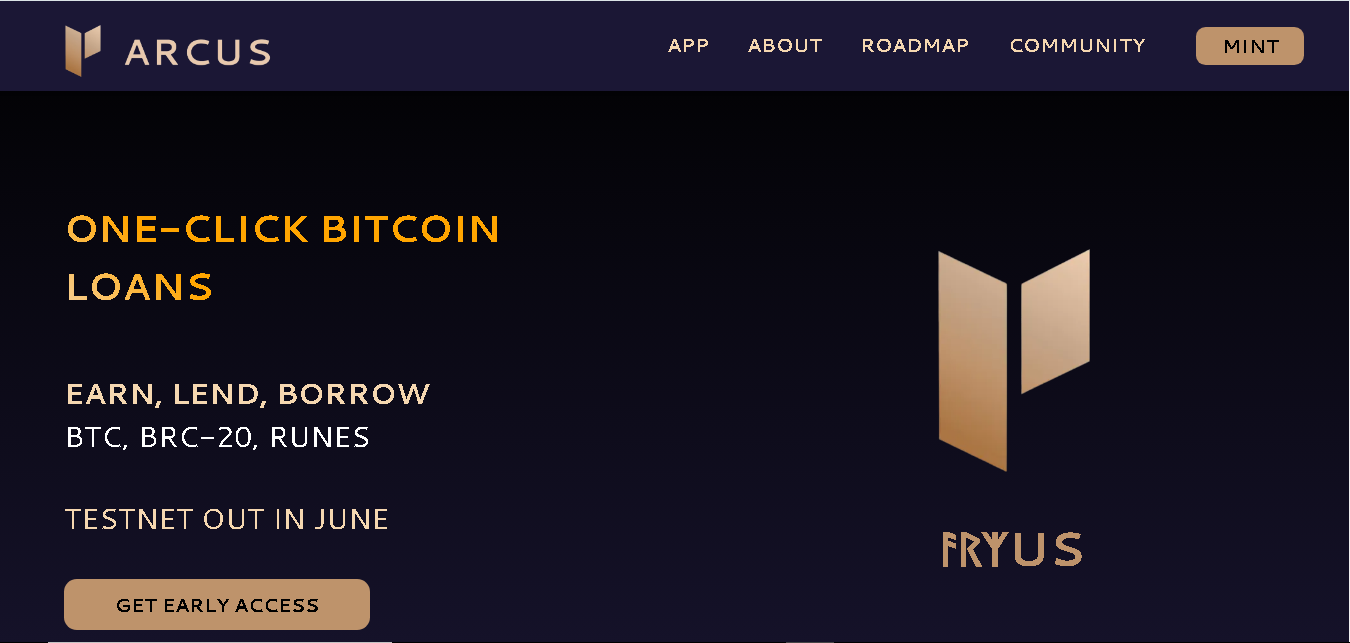 ARCUS
APP ABOUT ROADMAP COMMUNITY MINT
ONE-CLICK BITCOIN
LOANS
EARN, LEND, BORROW
BTC, BRC-20, RUNES
TESTNET OUT IN JUNE
GET EARLY ACCESS
ᚫᚱᛉUS